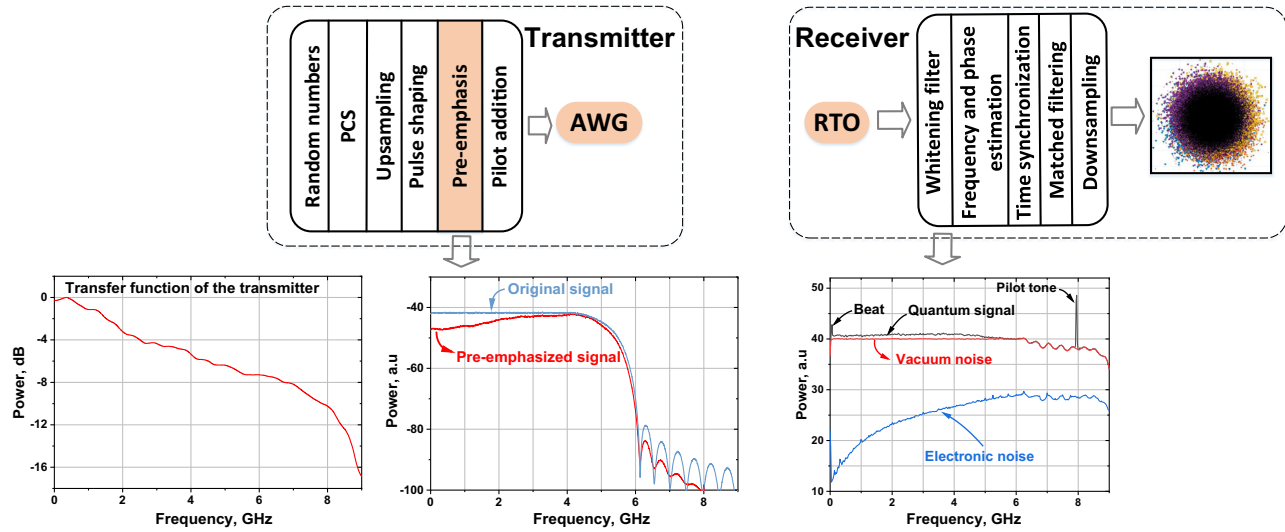 Transmitter
Random numbers
PCS
Upsampling
Pulse shaping
Pre-emphasis
Pilot addition
AWG
Receiver
RTO
Whitening filter
Frequency and phase
estimation
Time synchronization
Matched filtering
Downsampling
Transfer function of the transmitter
0
-4
-8
-12
-16
Power, dB
0 2 4 6 8
Frequency, GHz
Original signal
Pre-emphasized signal
-40
-60
-80
-100
Power, a.u
0 2 4 6 8
Frequency, GHz
Pilot tone
Beat
Quantum signal
Vacuum noise
Electronic noise
50
40
30
20
10
Power, a.u
0 2 4 6 8
Frequency, GHz